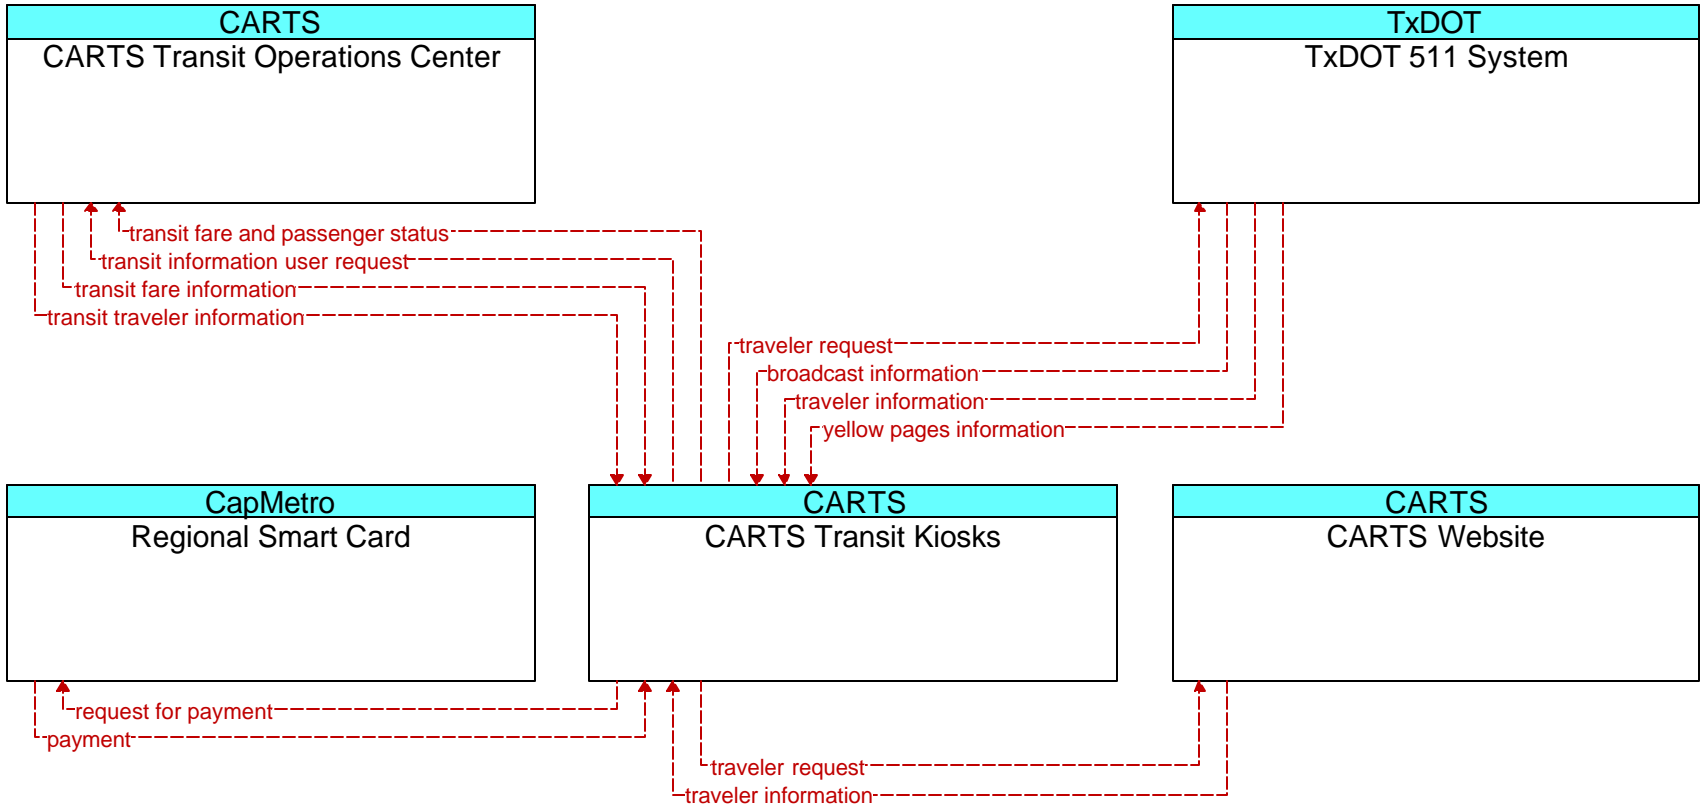 CARTS
CARTS Transit Operations Center
TxDOT
TxDOT 511 System
transit fare and passenger status
transit information user request
transit fare information
transit traveler information
traveler request
broadcast information
traveler information
yellow pages information
CapMetro
Regional Smart Card
CARTS
CARTS Transit Kiosks
CARTS
CARTS Website
request for payment
payment
traveler request
traveler information